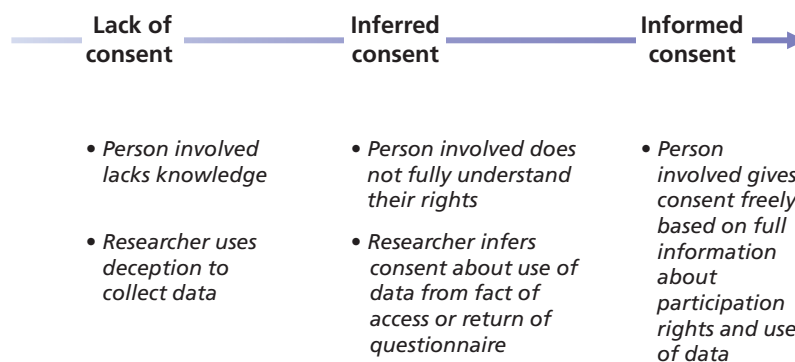 Lack of
consent
Inferred
consent
Informed
consent
• Person involved
lacks knowledge
• Researcher uses
deception to
collect data
• Person involved does
not fully understand
their rights
• Researcher infers
consent about use of
data from fact of
access or return of
questionnaire
• Person
involved gives
consent freely
based on full
information
about
participation
rights and use
of data